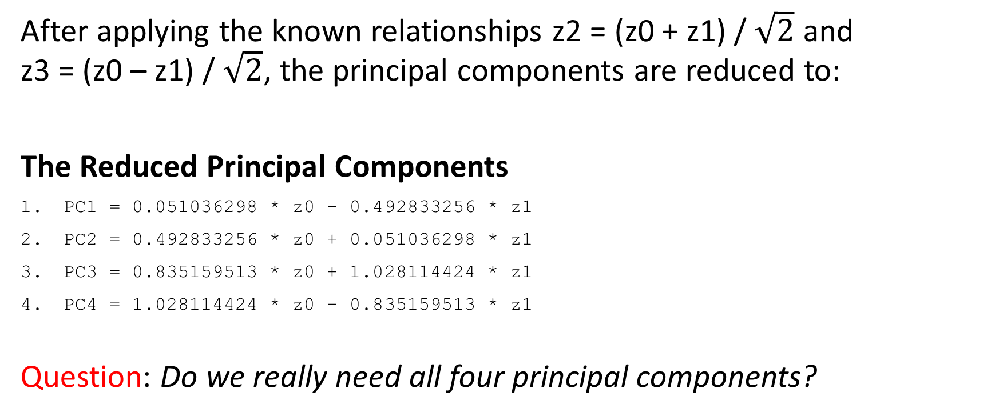 After applying the known relationships z2 = (z0 + z1) / √2 and
z3 = (z0 – z1) / √2, the principal components are reduced to:
The Reduced Principal Components
1. PC1 = 0.051036298 * z0 - 0.492833256 * z1
2. PC2 = 0.492833256 * z0 + 0.051036298 * z1
3. PC3 = 0.835159513 * z0 + 1.028114424 * z1
4. PC4 = 1.028114424 * z0 - 0.835159513 * z1
Question: Do we really need all four principal components?